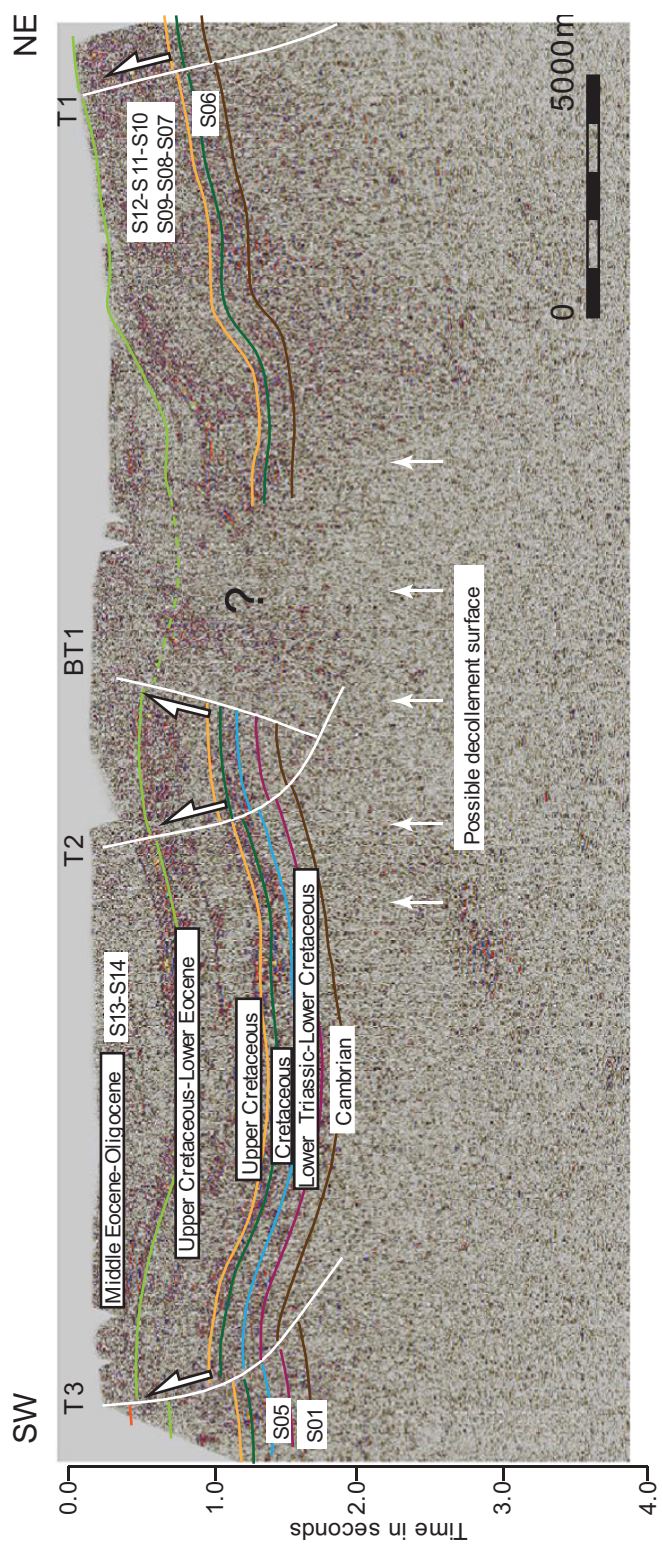 SW
NE
T3
T2
BT1
T1
Middle Eocene-Oligocene
S13-S14
Upper Cretaceous-Lower Eocene
S12-S11-S10
S09-S08-S07
S06
Upper Cretaceous
Cretaceous
Lower Triassic-Lower Cretaceous
Cambrian
S05
S01
?
Possible decollement surface
0
5000m
Time in seconds
0.0
1.0
2.0
3.0
4.0